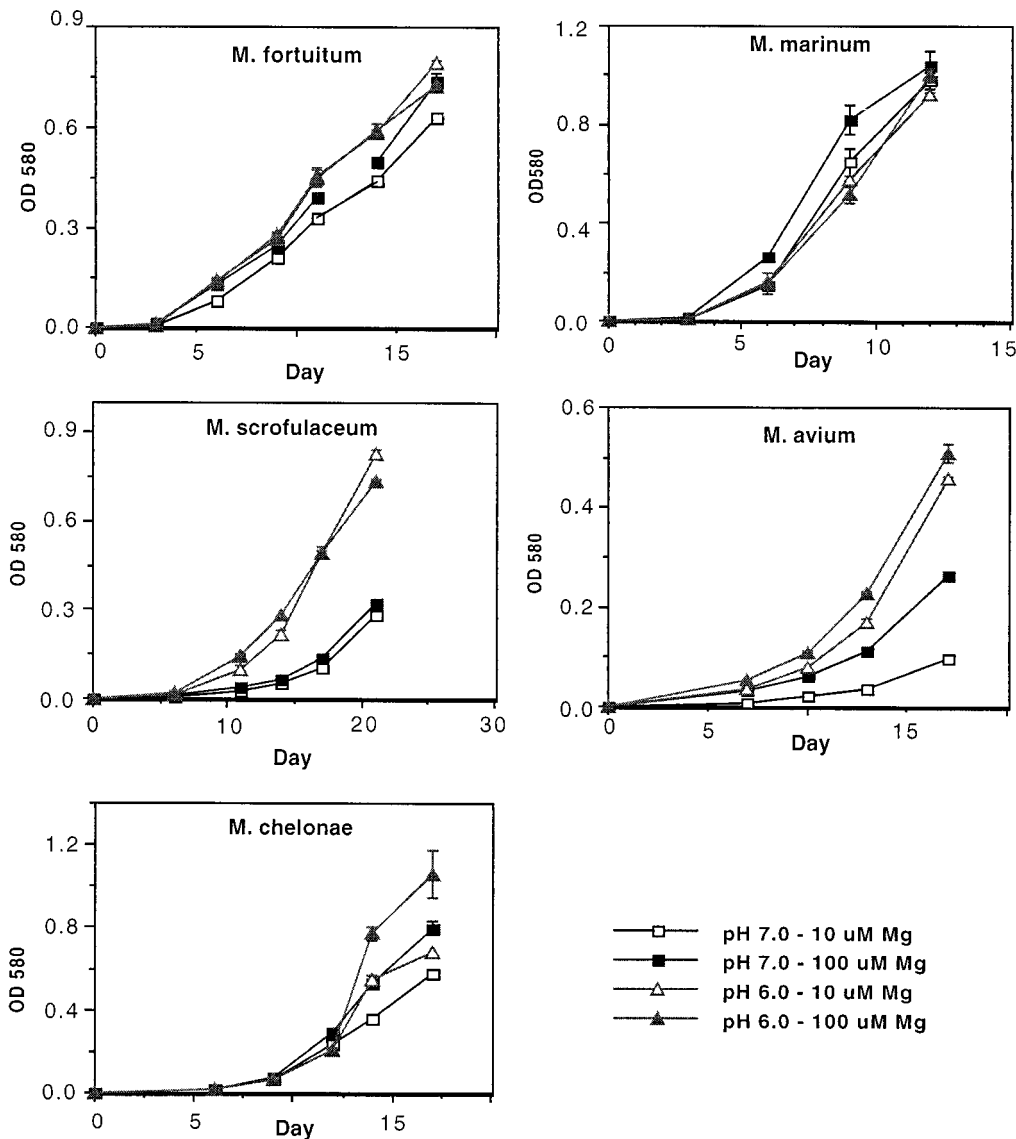 M. fortuitum
0.9
0.6
0.3
0.0
OD 580
0
5
15
Day
M. marinum
1.2
0.8
0.4
0.0
OD580
0
5
10
15
Day
M. scrofulaceum
0.9
0.6
0.3
0.0
OD 580
0
10
20
30
Day
M. avium
0.6
0.4
0.2
0.0
OD 580
0
5
15
Day
M. chelonae
1.2
0.8
0.4
0.0
OD 580
0
5
15
Day
pH 7.0 - 10 uM Mg
pH 7.0 - 100 uM Mg
pH 6.0 - 10 uM Mg
pH 6.0 - 100 uM Mg